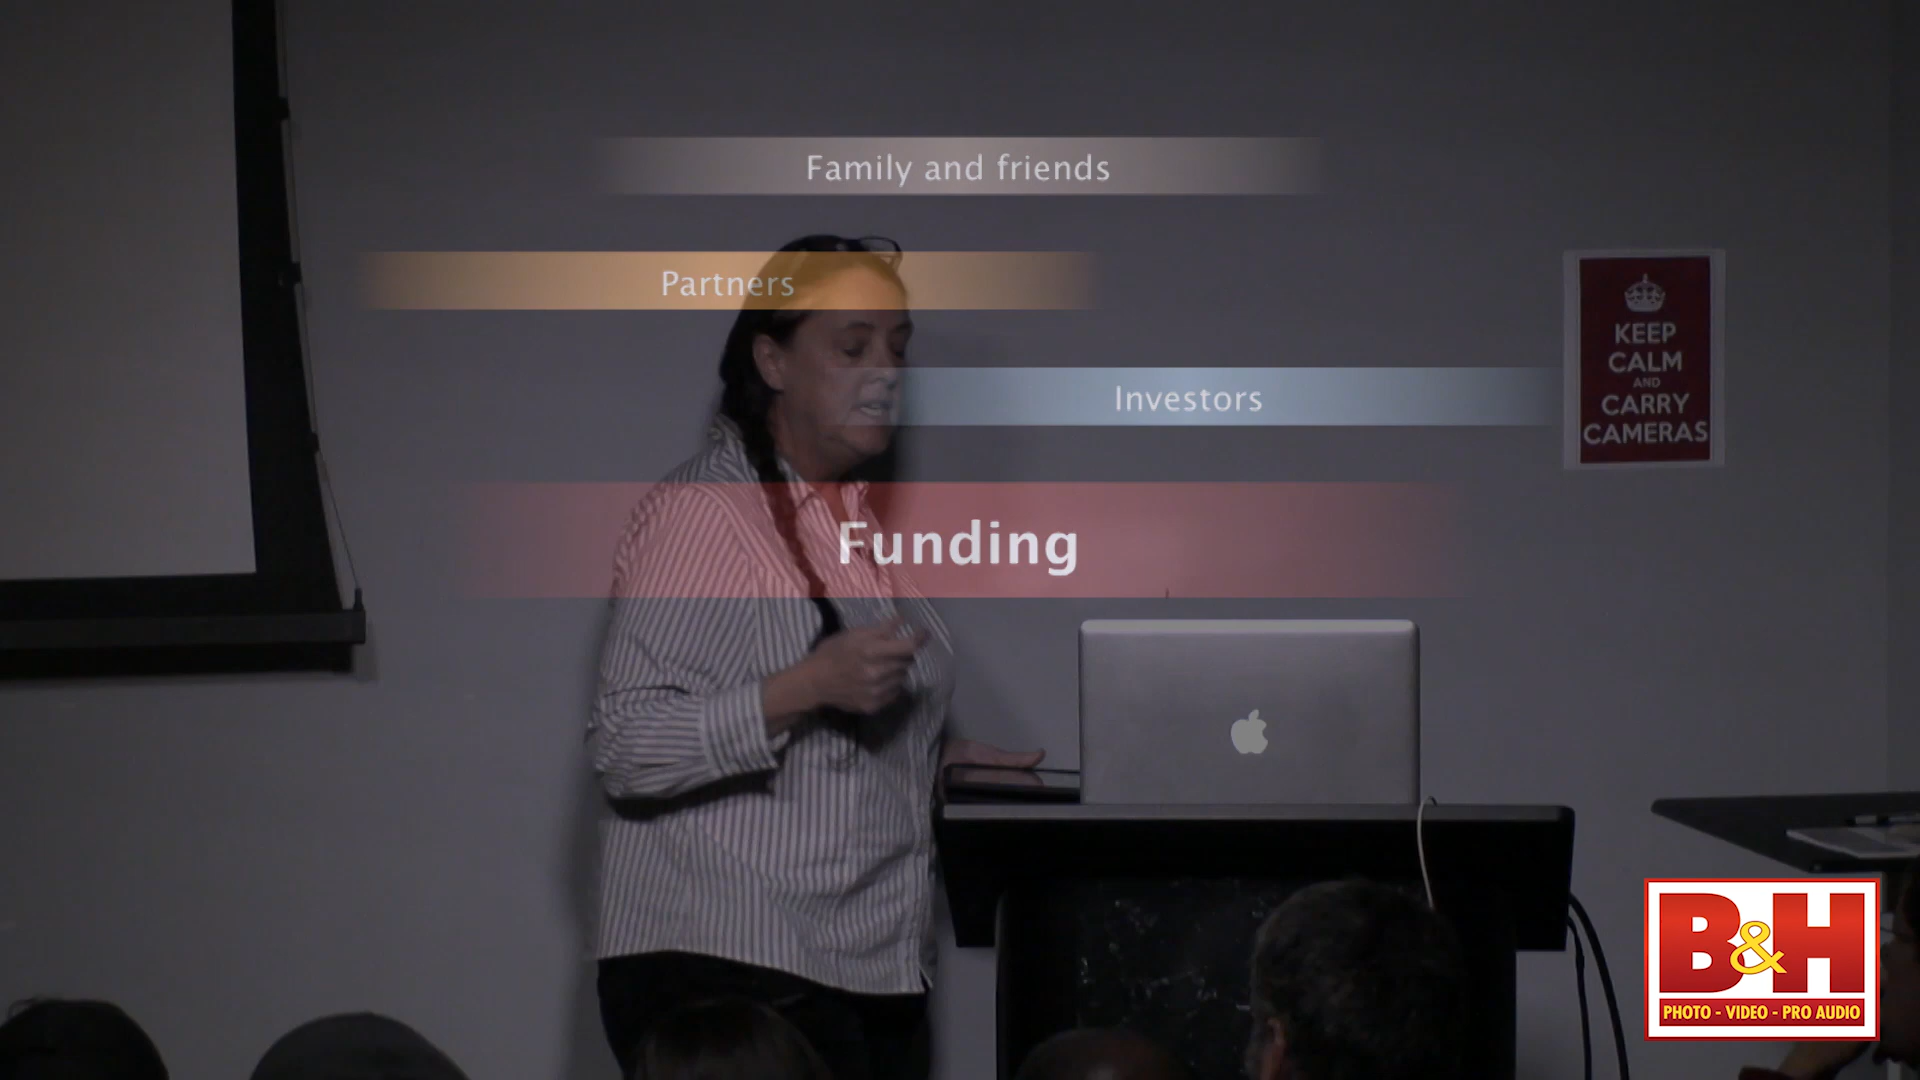 Family and friends
Partners
Investors
Funding
KEEP
CALM
AND
CARRY
CAMERAS
B&H
PHOTO - VIDEO - PRO AUDIO